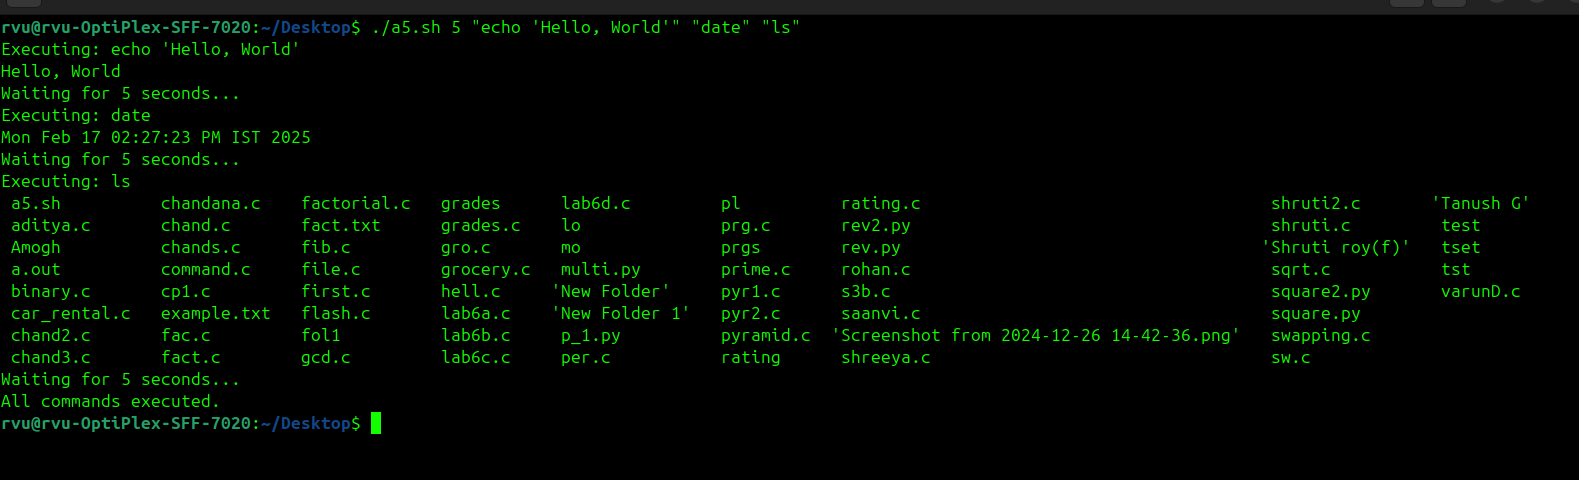 rvu@rvu-OptiPlex-SFF-7020:~/Desktop$ ./a5.sh 5 "echo 'Hello, World'" "date" "ls"
Executing: echo 'Hello, World'
Hello, World
Waiting for 5 seconds...
Executing: date
Mon Feb 17 02:27:23 PM IST 2025
Waiting for 5 seconds...
Executing: ls
a5.sh chandana.c factorial.c grades lab6d.c pl rating.c shruti2.c 'Tanush G'
aditya.c chand.c fact.txt grades.c lo prg.c rev2.py shruti.c test
Amogh chands.c fib.c gro.c mo prgs rev.py 'Shruti roy(f)' tset
a.out command.c file.c grocery.c multi.py prime.c rohan.c sqrt.c tst
binary.c cp1.c first.c hell.c 'New Folder' pyr1.c s3b.c square2.py varunD.c
car_rental.c example.txt flash.c lab6a.c 'New Folder 1' pyr2.c saanvi.c square.py
chand2.c fac.c fol1 lab6b.c p_1.py pyramid.c 'Screenshot from 2024-12-26 14-42-36.png' swapping.c
chand3.c fact.c gcd.c lab6c.c per.c rating shreeya.c sw.c
Waiting for 5 seconds...
All commands executed.
rvu@rvu-OptiPlex-SFF-7020:~/Desktop$